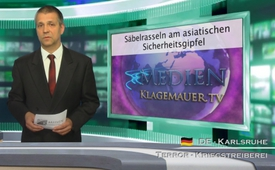 Säbelrasseln am asiatischen
Sicherheitsgipfel
MEDIEN
KLAGEMAUER.TV
DE - KARLSRUHE
TERROR - KRIEGSTREIBEREI